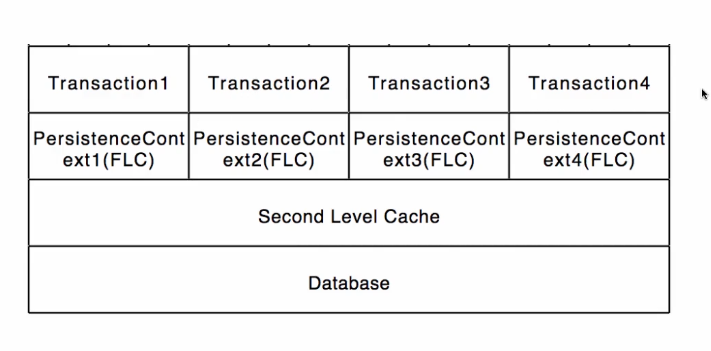 Transaction1 Transaction2 Transaction3 Transaction4
PersistenceCont PersistenceCont PersistenceCont PersistenceCont
ext1(FLC) ext2(FLC) ext3(FLC) ext4(FLC)
Second Level Cache
Database